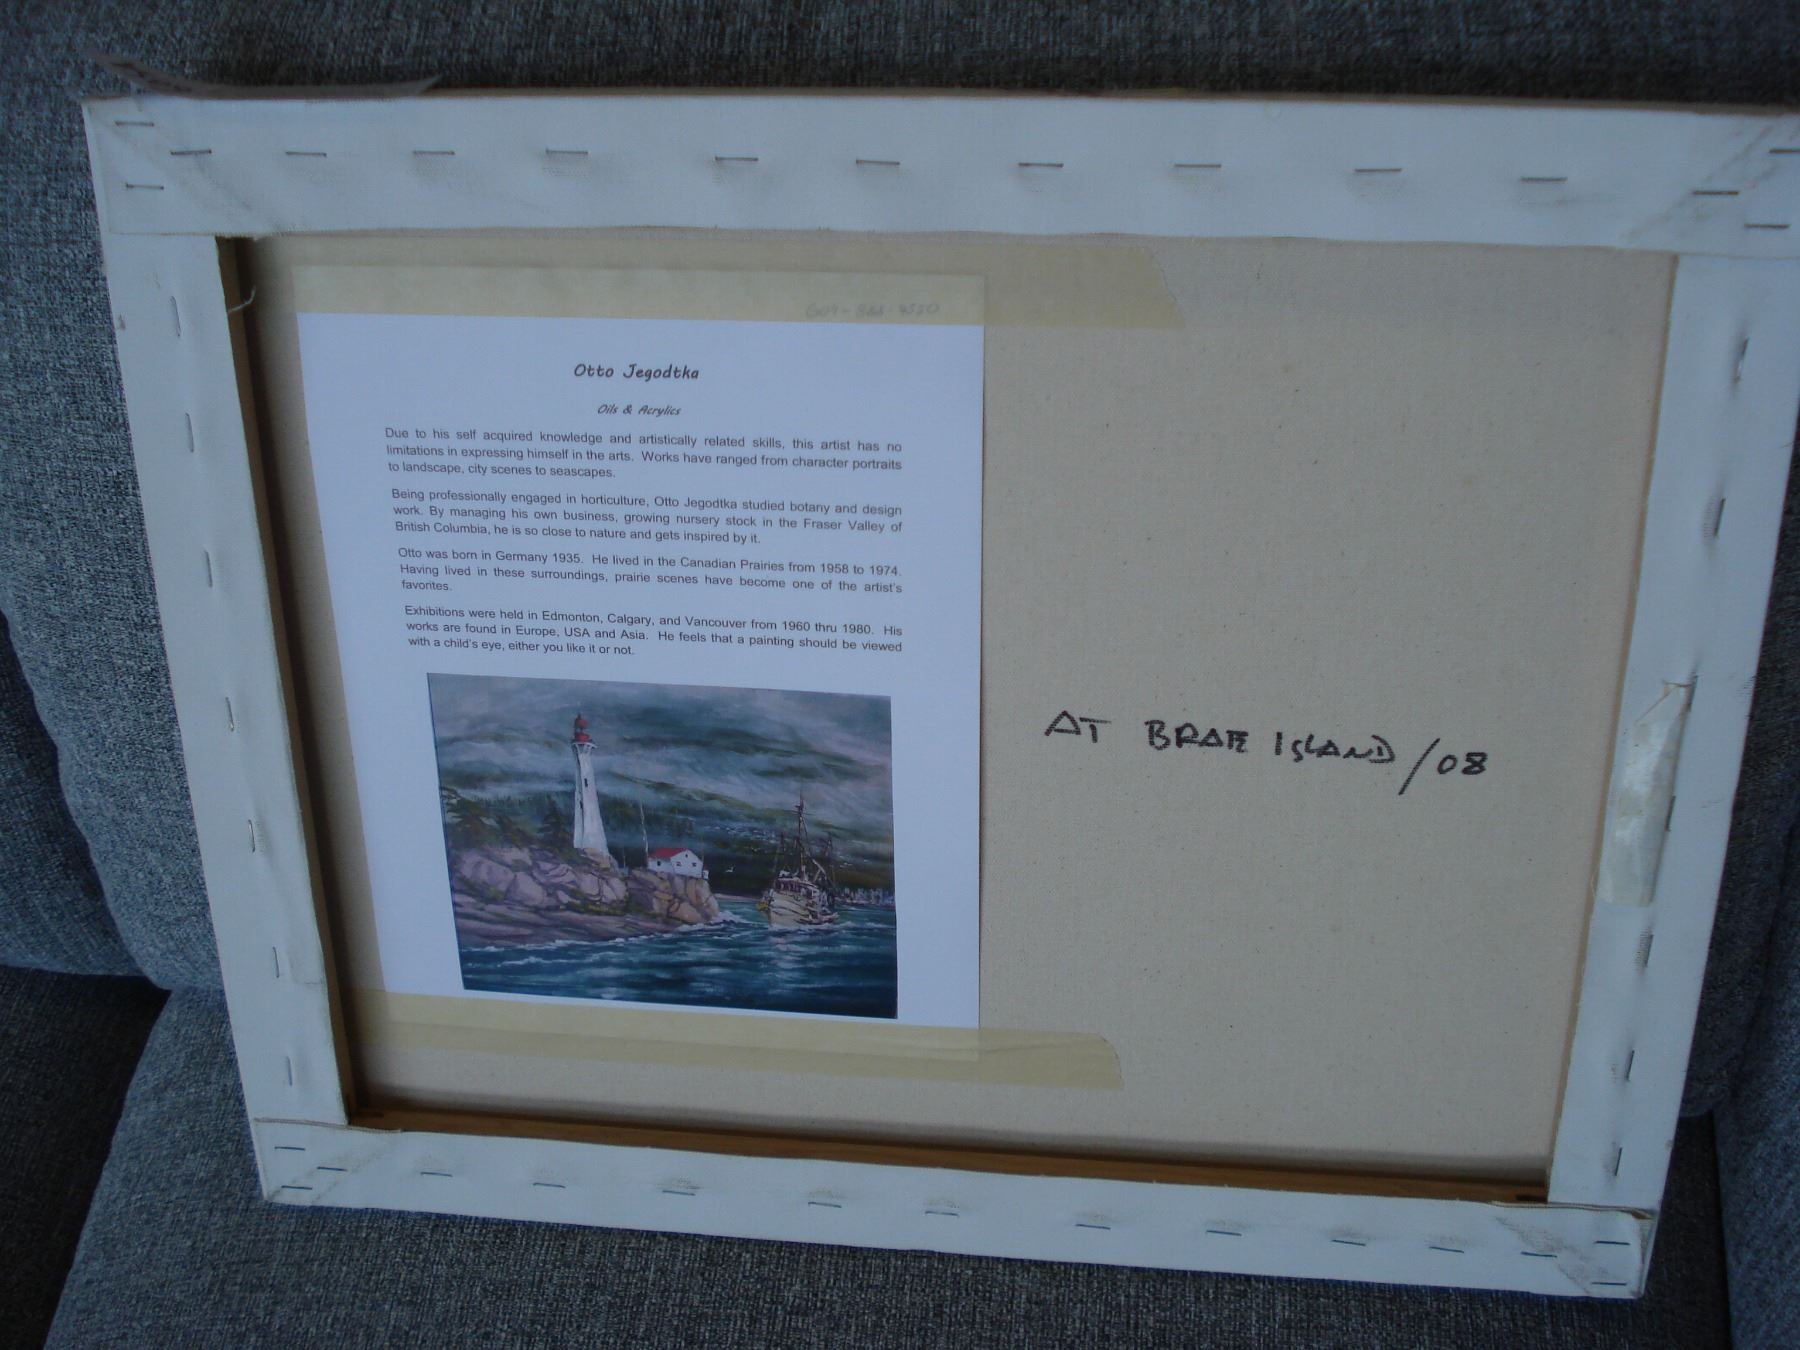 Otto Jegodtka
Oils & Acrylics
Due to his self acquired knowledge and artistically related skills, this artist has no
limitations in expressing himself in the arts. Works have ranged from character portraits
to landscape, city scenes to seascapes.
Being professionally engaged in horticulture, Otto Jegodtka studied botany and design
work. By managing his own business, growing nursery stock in the Fraser Valley of
British Columbia, he is so close to nature and gets inspired by it.
Otto was born in Germany 1935. He lived in the Canadian Prairies from 1958 to 1974.
Having lived in these surroundings, prairie scenes have become one of the artist's
favorites.
Exhibitions were held in Edmonton, Calgary, and Vancouver from 1960 thru 1980. His
works are found in Europe, USA and Asia. He feels that a painting should be viewed
with a child's eye, either you like it or not.
AT BRAE ISLAND/08